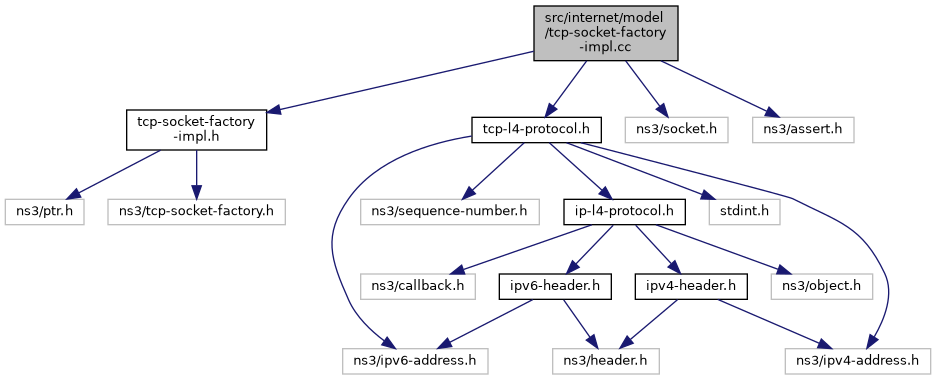 src/internet/model
/tcp-socket-factory
-impl.cc
tcp-socket-factory
-impl.h
tcp-l4-protocol.h
ns3/socket.h
ns3/assert.h
ns3/ptr.h
ns3/tcp-socket-factory.h
ns3/sequence-number.h
ip-l4-protocol.h
stdint.h
ns3/callback.h
ipv6-header.h
ipv4-header.h
ns3/object.h
ns3/ipv6-address.h
ns3/header.h
ns3/ipv4-address.h